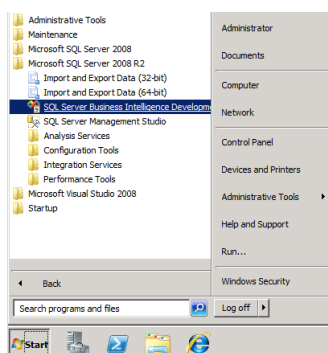 Administrative Tools
Maintenance
Microsoft SQL Server 2008
Microsoft SQL Server 2008 R2
Import and Export Data (32-bit)
Import and Export Data (64-bit)
SQL Server Business Intelligence Developm
SQL Server Management Studio
Analysis Services
Configuration Tools
Integration Services
Performance Tools
Microsoft Visual Studio 2008
Startup
Back
Search programs and files
Administrator
Documents
Computer
Network
Control Panel
Devices and Printers
Administrative Tools
Help and Support
Run...
Windows Security
Log off
Start